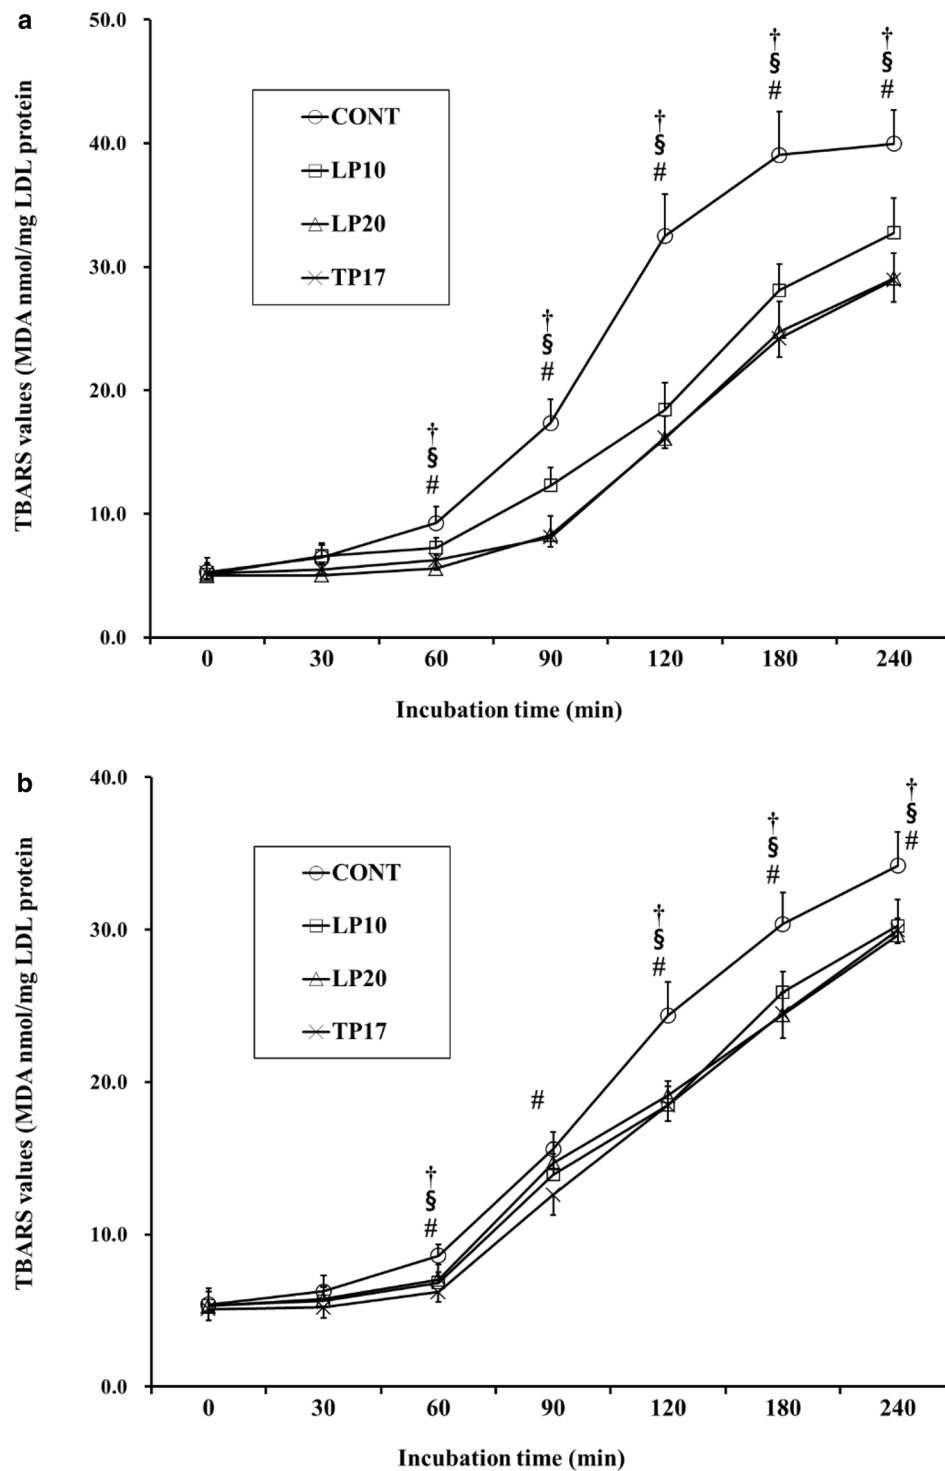 a
TBARS values (MDA nmol/mg LDL protein
50.0
40.0
30.0
20.0
10.0
0.0
CONT
LP10
LP20
TP17
†
§
#
†
§
#
†
§
#
†
§
#
†
§
#
0 30 60 90 120 180 240
Incubation time (min)
b
TBARS values (MDA nmol/mg LDL protein
40.0
30.0
20.0
10.0
0.0
CONT
LP10
LP20
TP17
†
§
#
#
†
§
#
†
§
#
†
§
#
0 30 60 90 120 180 240
Incubation time (min)